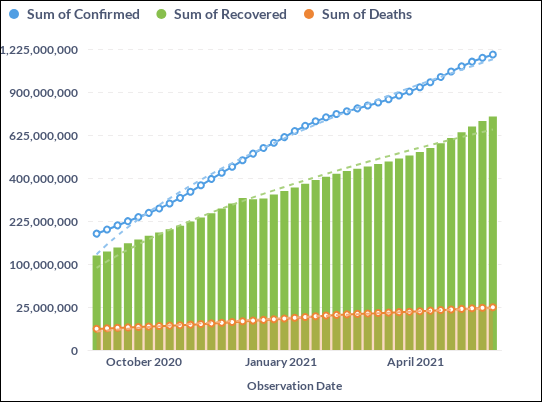 Sum of Confirmed Sum of Recovered Sum of Deaths
1,225,000,000
900,000,000
625,000,000
400,000,000
225,000,000
100,000,000
25,000,000
0
October 2020 January 2021 April 2021
Observation Date